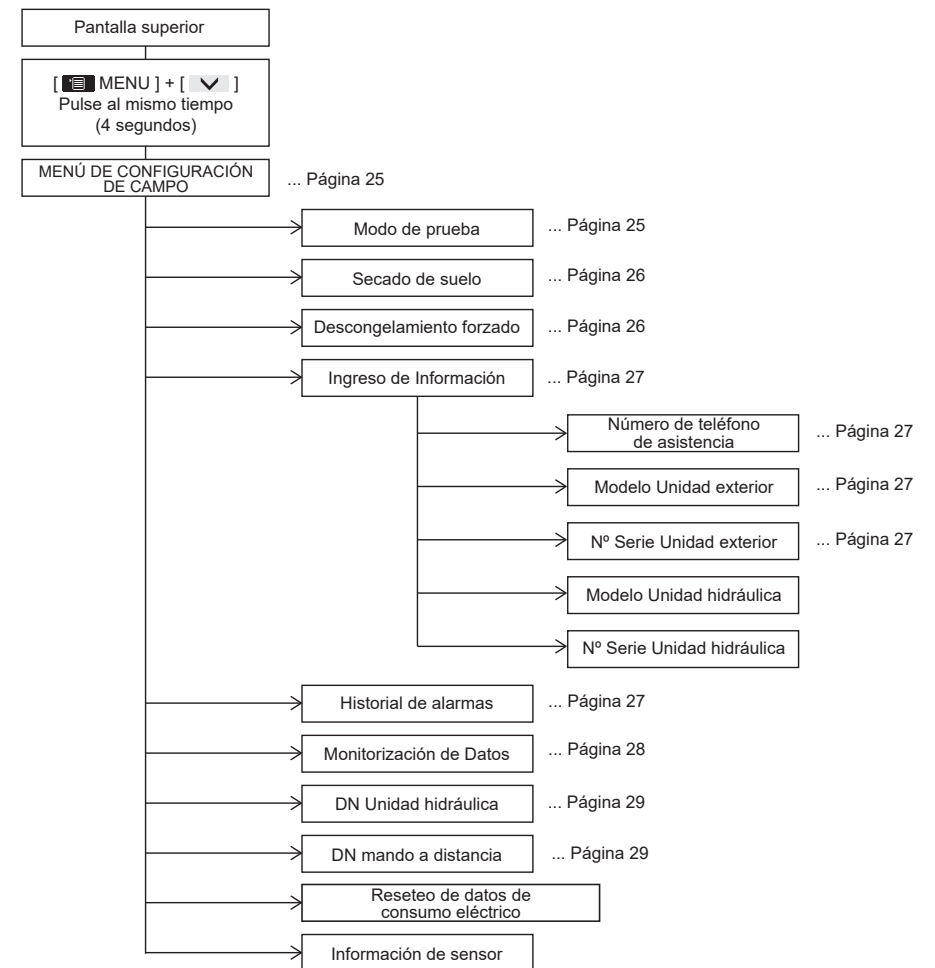 Pantalla superior
[ MENU ] + [ ]
Pulse al mismo tiempo
(4 segundos)
MENÚ DE CONFIGURACIÓN
DE CAMPO
... Página 25
Modo de prueba
... Página 25
Secado de suelo
... Página 26
Descongelamiento forzado
... Página 26
Ingreso de Información
... Página 27
Número de teléfono
de asistencia
... Página 27
Modelo Unidad exterior
... Página 27
Nº Serie Unidad exterior
... Página 27
Modelo Unidad hidráulica
Nº Serie Unidad hidráulica
Historial de alarmas
... Página 27
Monitorización de Datos
... Página 28
DN Unidad hidráulica
... Página 29
DN mando a distancia
... Página 29
Reseteo de datos de
consumo eléctrico
Información de sensor